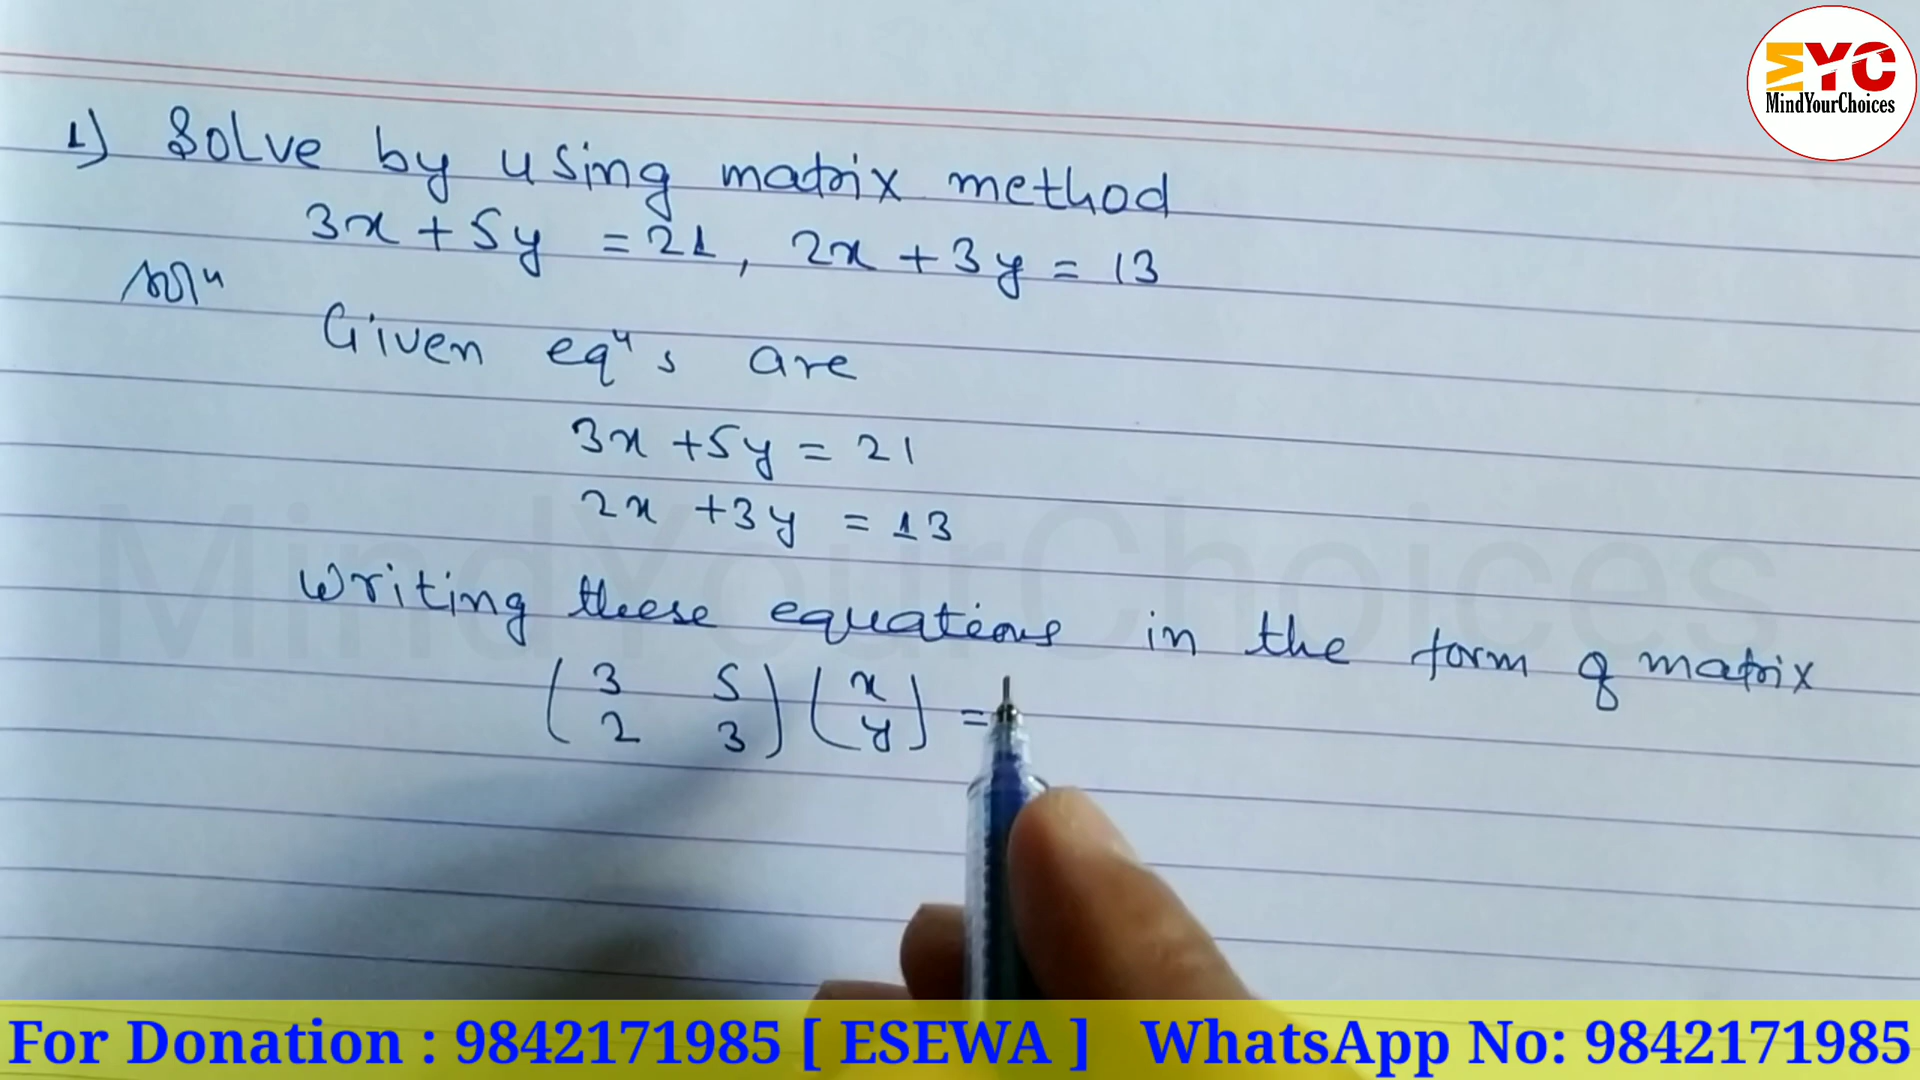 MYC
MindYourChoices
1) Solve by using matrix method
3x + 5y = 21, 2x + 3y = 13
Soln
Given eqns are
3x + 5y = 21
2x + 3y = 13
Writing these equations in the form of matrix
( 3 5 ) ( x ) =
( 2 3 ) ( y )
MindYourChoices
For Donation : 9842171985 [ ESEWA ] WhatsApp No: 9842171985